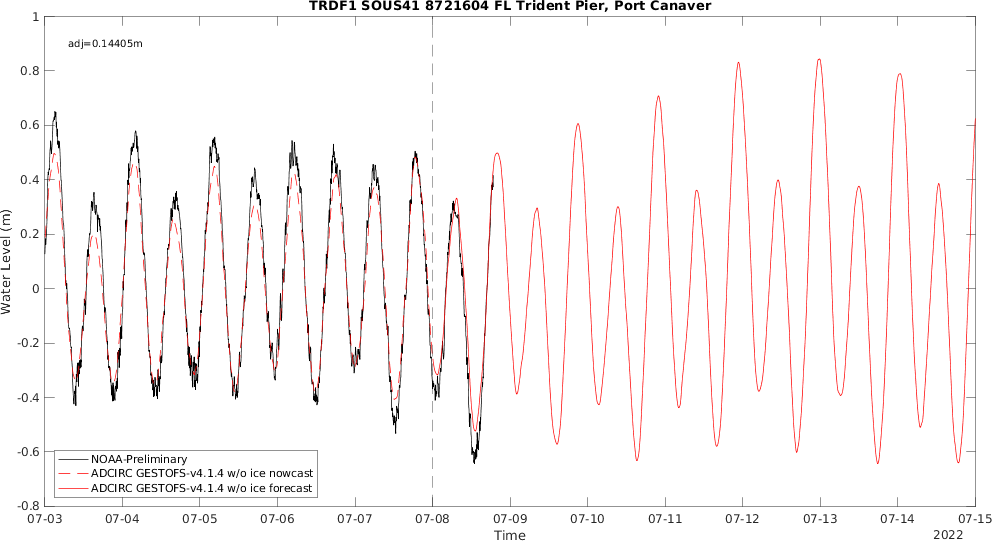 TRDF1 SOUS41 8721604 FL Trident Pier, Port Canaver
adj=0.14405m
1
0.8
0.6
0.4
0.2
0
-0.2
-0.4
-0.6
-0.8
Water Level (m)
NOAA-Preliminary
ADCIRC GESTOFS-v4.1.4 w/o ice nowcast
ADCIRC GESTOFS-v4.1.4 w/o ice forecast
07-03 07-04 07-05 07-06 07-07 07-08 07-09 07-10 07-11 07-12 07-13 07-14 07-15
Time
2022